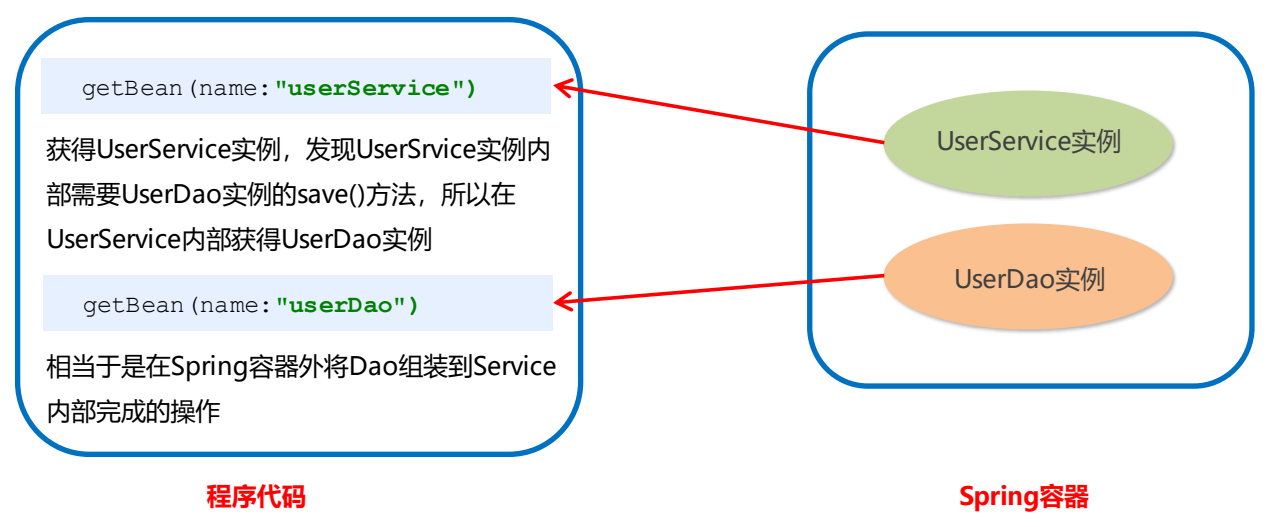 getBean(name:"userService")
获得UserService实例，发现UserSrvice实例内
部需要UserDao实例的save()方法，所以在
UserService内部获得UserDao实例
getBean(name:"userDao")
相当于是在Spring容器外将Dao组装到Service
内部完成的操作
程序代码
UserService实例
UserDao实例
Spring容器